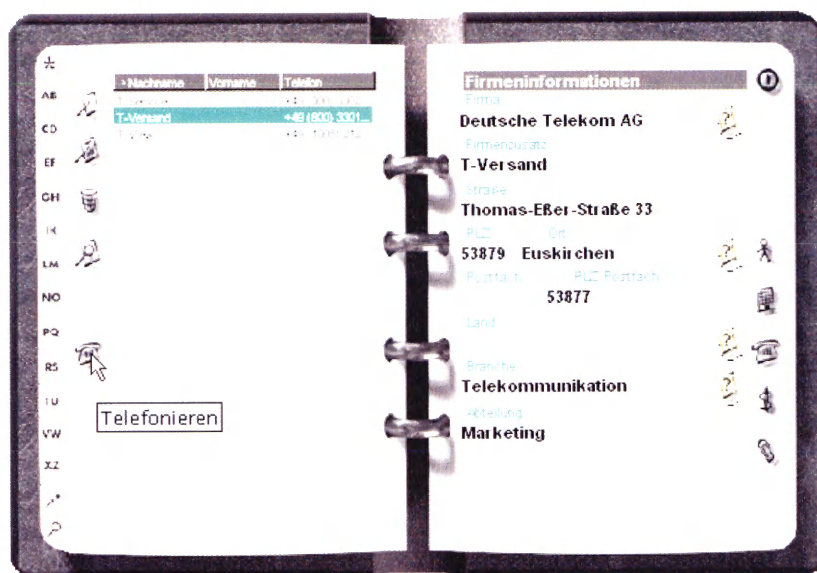 AB
CD
EF
GH
IK
LM
NO
PQ
RS
TU
VW
XZ
Nachname Vorname Telefon
T-Versand +49 (800) 3301...
Telefonieren
Firmeninformationen
Firma
Deutsche Telekom AG
Firmenzusatz
T-Versand
Straße
Thomas-Eßer-Straße 33
PLZ Ort
53879 Euskirchen
Postfach PLZ Postfach
53877
Land
Branche
Telekommunikation
Abteilung
Marketing